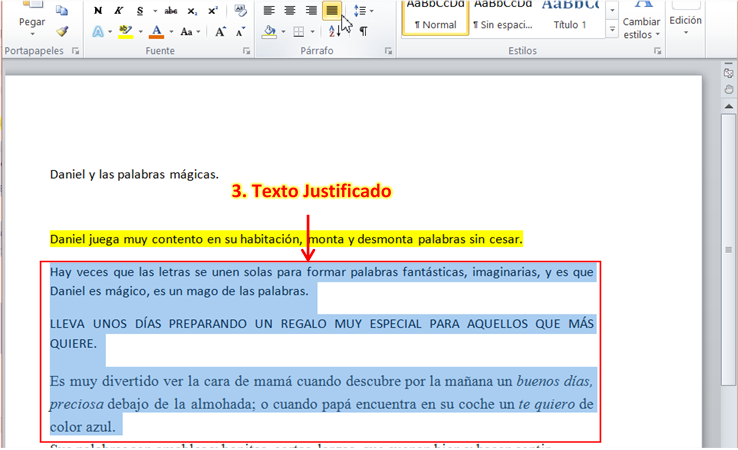 AaBbCcDd AaBbCcDd AaBbCc
Pegar N K S abc X₂ X²
¶ Normal ¶ Sin espaci... Título 1 Cambiar estilos Edición
A A Aa A A
Portapapeles Fuente Párrafo Estilos
Daniel y las palabras mágicas.
3. Texto Justificado
Daniel juega muy contento en su habitación, monta y desmonta palabras sin cesar.
Hay veces que las letras se unen solas para formar palabras fantásticas, imaginarias, y es que
Daniel es mágico, es un mago de las palabras.
LLEVA UNOS DÍAS PREPARANDO UN REGALO MUY ESPECIAL PARA AQUELLOS QUE MÁS
QUIERE.
Es muy divertido ver la cara de mamá cuando descubre por la mañana un buenos días,
preciosa debajo de la almohada; o cuando papá encuentra en su coche un te quiero de
color azul.